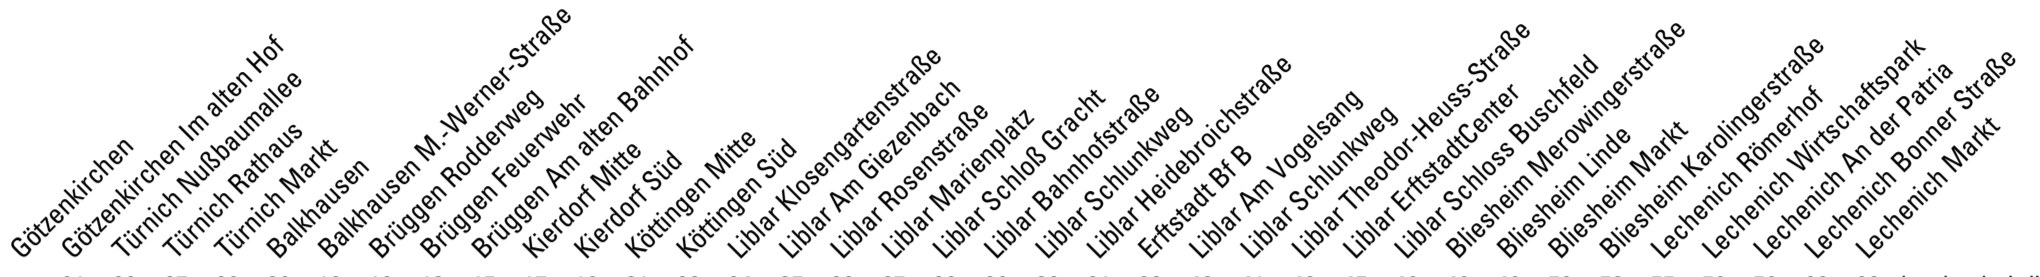 Götzenkirchen
Götzenkirchen Im alten Hof
Türnich Nußbaumallee
Türnich Rathaus
Türnich Markt
Balkhausen
Balkhausen M.-Werner-Straße
Brüggen Rodderweg
Brüggen Feuerwehr
Brüggen Am alten Bahnhof
Kierdorf Mitte
Kierdorf Süd
Köttingen Mitte
Köttingen Süd
Liblar Klosengartenstraße
Liblar Am Giezenbach
Liblar Rosenstraße
Liblar Marienplatz
Liblar Schloß Gracht
Liblar Bahnhofstraße
Liblar Schlunkweg
Liblar Heidebroichstraße
Erftstadt Bf B
Liblar Am Vogelsang
Liblar Schlunkweg
Liblar Theodor-Heuss-Straße
Liblar ErftstadtCenter
Liblar Schloss Buschfeld
Bliesheim Merowingerstraße
Bliesheim Linde
Bliesheim Markt
Bliesheim Karolingerstraße
Lechenich Römerhof
Lechenich Wirtschaftspark
Lechenich An der Patria
Lechenich Bonner Straße
Lechenich Markt